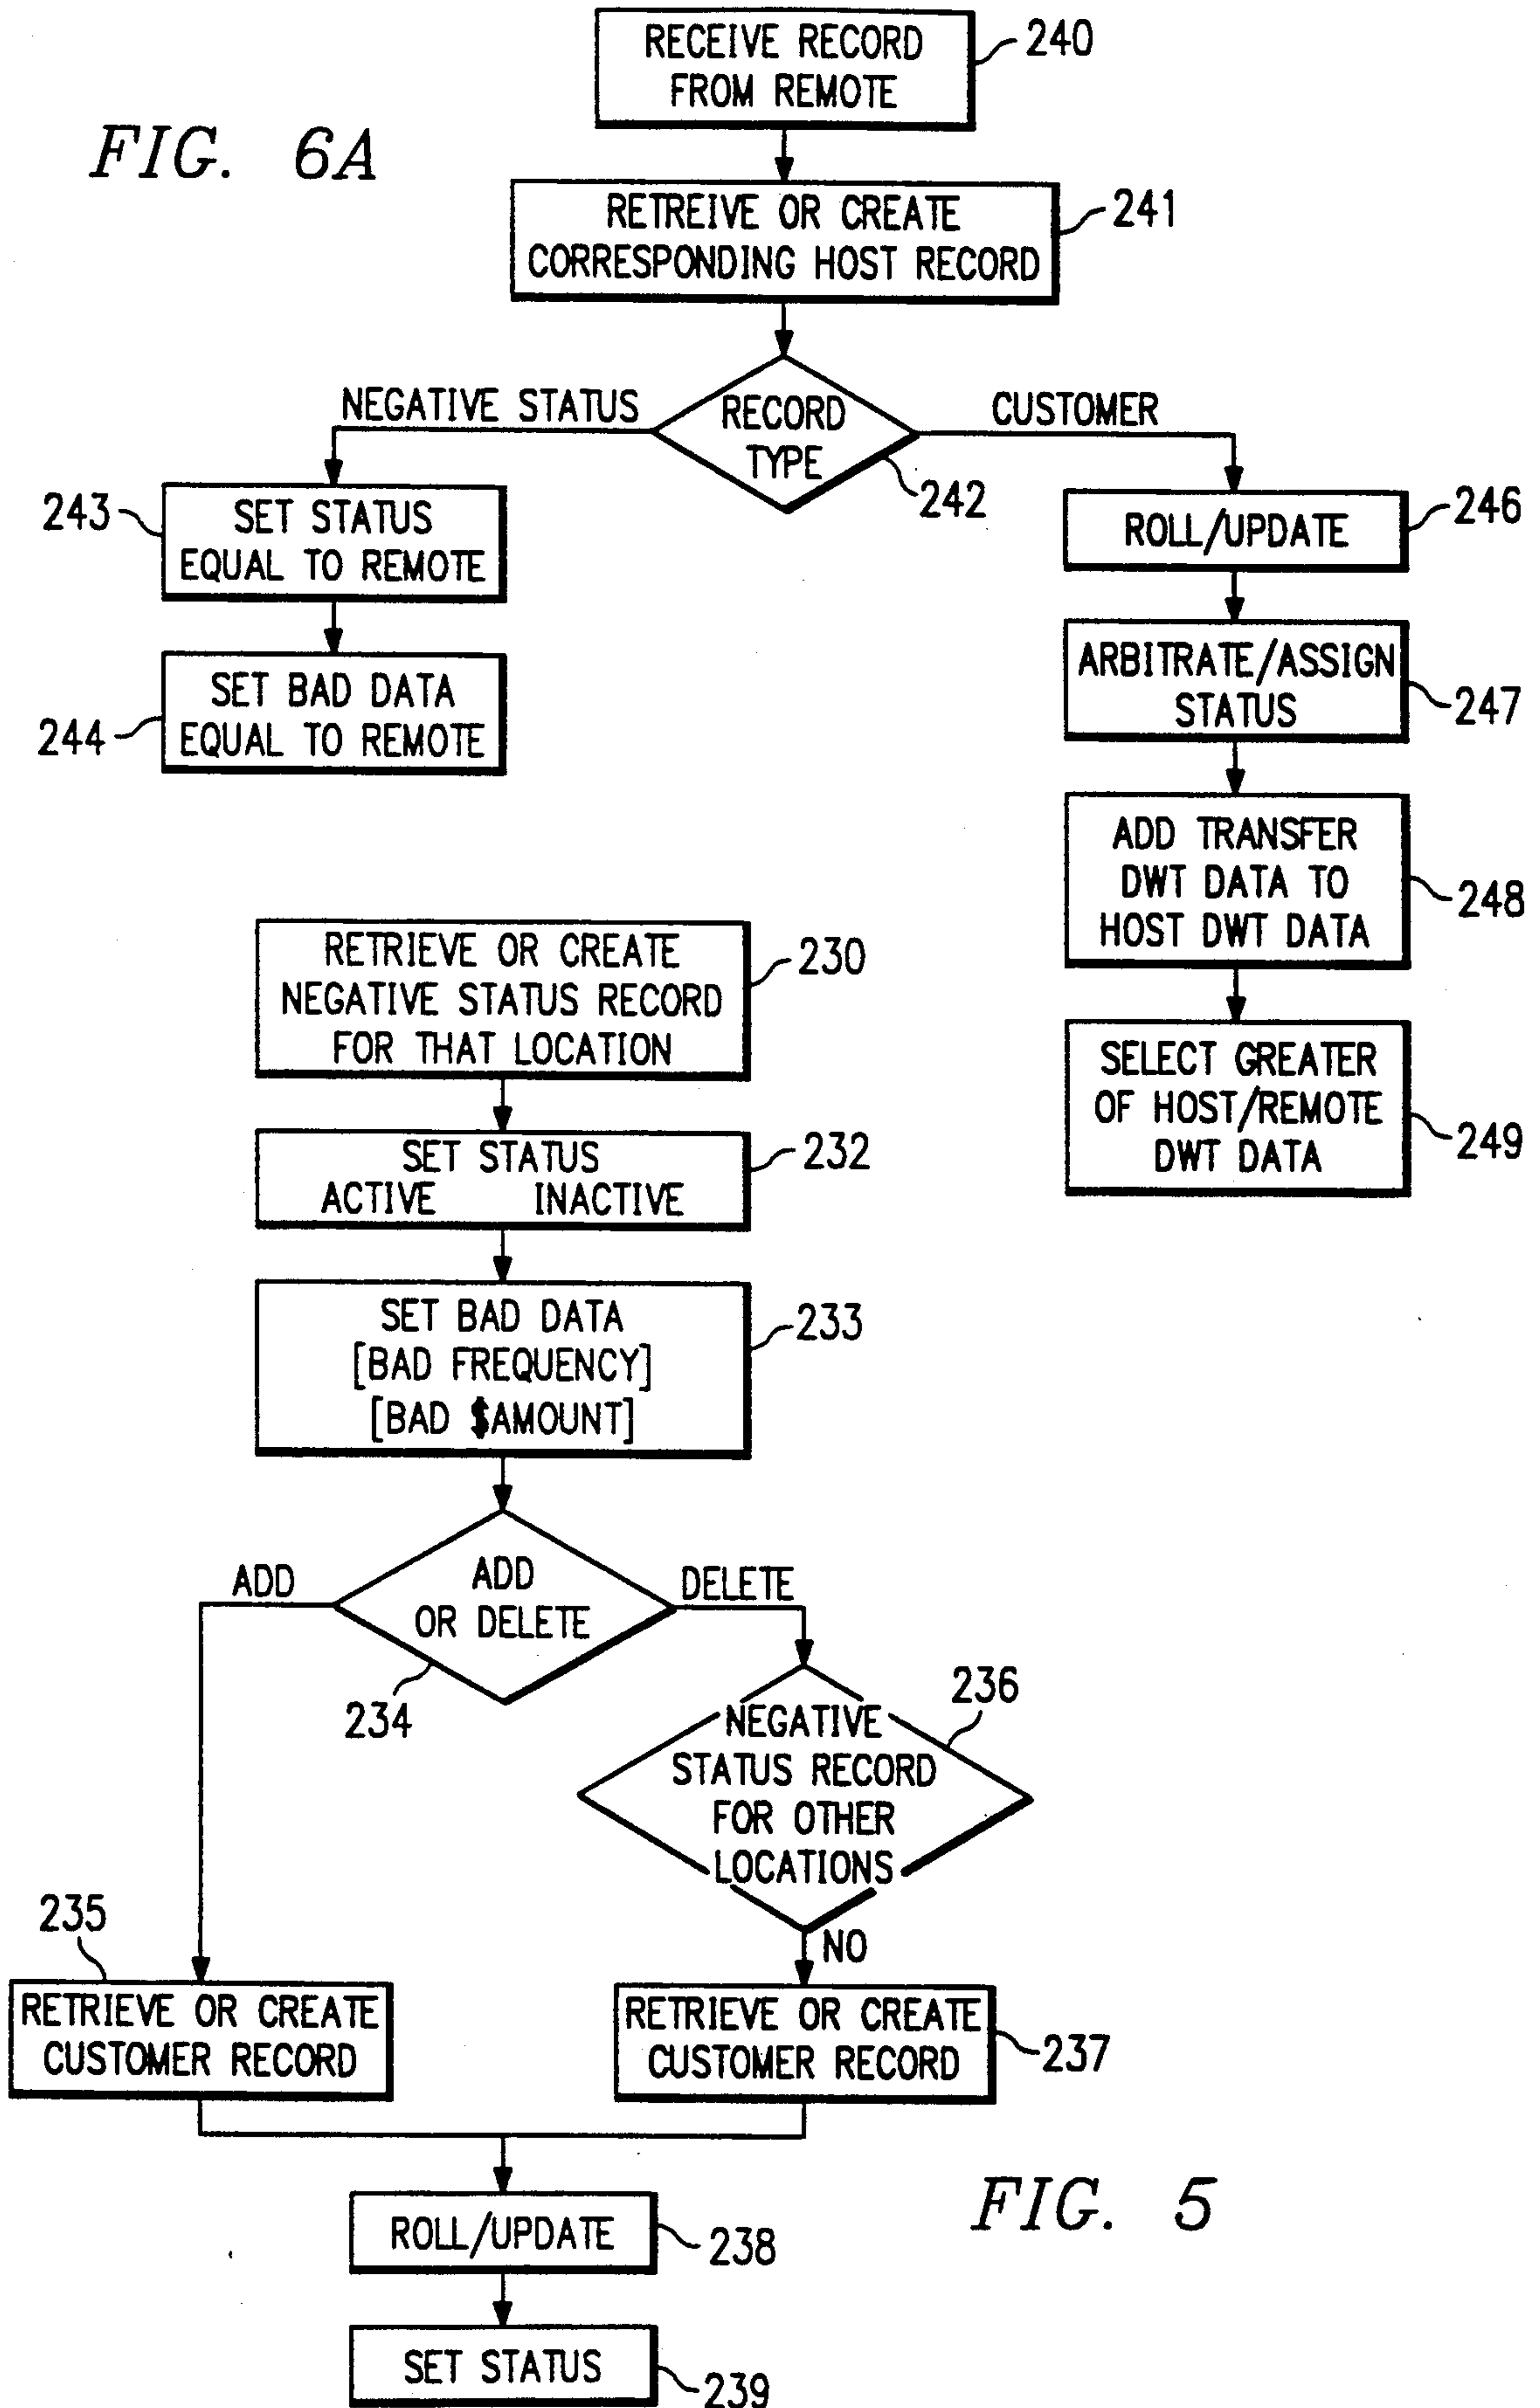 FIG. 6A
RECEIVE RECORD
FROM REMOTE
240
RETREIVE OR CREATE
CORRESPONDING HOST RECORD
241
RECORD
TYPE
242
NEGATIVE STATUS
CUSTOMER
243
SET STATUS
EQUAL TO REMOTE
244
SET BAD DATA
EQUAL TO REMOTE
ROLL/UPDATE
246
ARBITRATE/ASSIGN
STATUS
247
ADD TRANSFER
DWT DATA TO
HOST DWT DATA
248
SELECT GREATER
OF HOST/REMOTE
DWT DATA
249
RETRIEVE OR CREATE
NEGATIVE STATUS RECORD
FOR THAT LOCATION
230
SET STATUS
ACTIVE INACTIVE
232
SET BAD DATA
[BAD FREQUENCY]
[BAD $AMOUNT]
233
ADD
OR DELETE
234
ADD
DELETE
NEGATIVE
STATUS RECORD
FOR OTHER
LOCATIONS
236
NO
235
RETRIEVE OR CREATE
CUSTOMER RECORD
RETRIEVE OR CREATE
CUSTOMER RECORD
237
ROLL/UPDATE
238
SET STATUS
239
FIG. 5